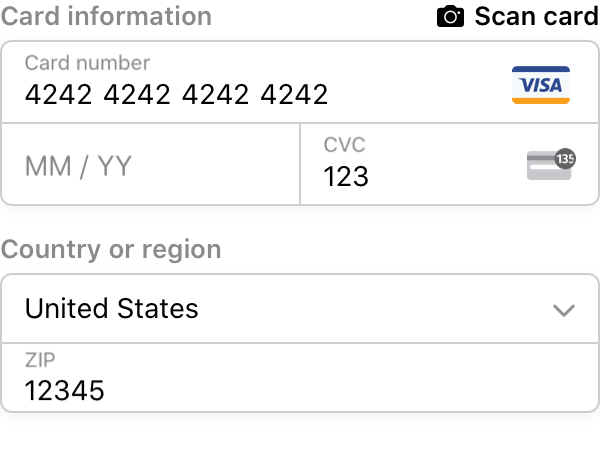 Card information
Scan card
Card number
4242 4242 4242 4242
VISA
MM / YY
CVC
123
135
Country or region
United States
ZIP
12345